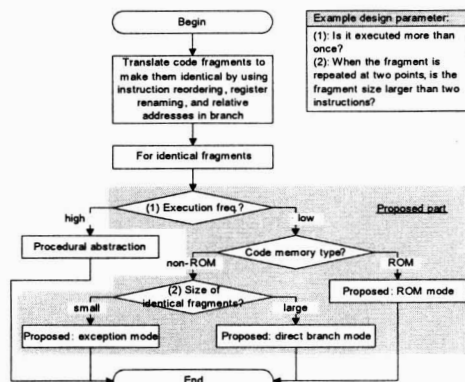 Begin
Example design parameter:
(1): Is it executed more than
once?
(2): When the fragment is
repeated at two points, is the
fragment size larger than two
instructions?
Translate code fragments to
make them identical by using
instruction reordering, register
renaming, and relative
addresses in branch
For identical fragments
(1) Execution freq.?
high
low
Proposed part
Procedural abstraction
Code memory type?
non-ROM
ROM
(2) Size of
identical fragments?
Proposed: ROM mode
small
large
Proposed: exception mode
Proposed: direct branch mode
End